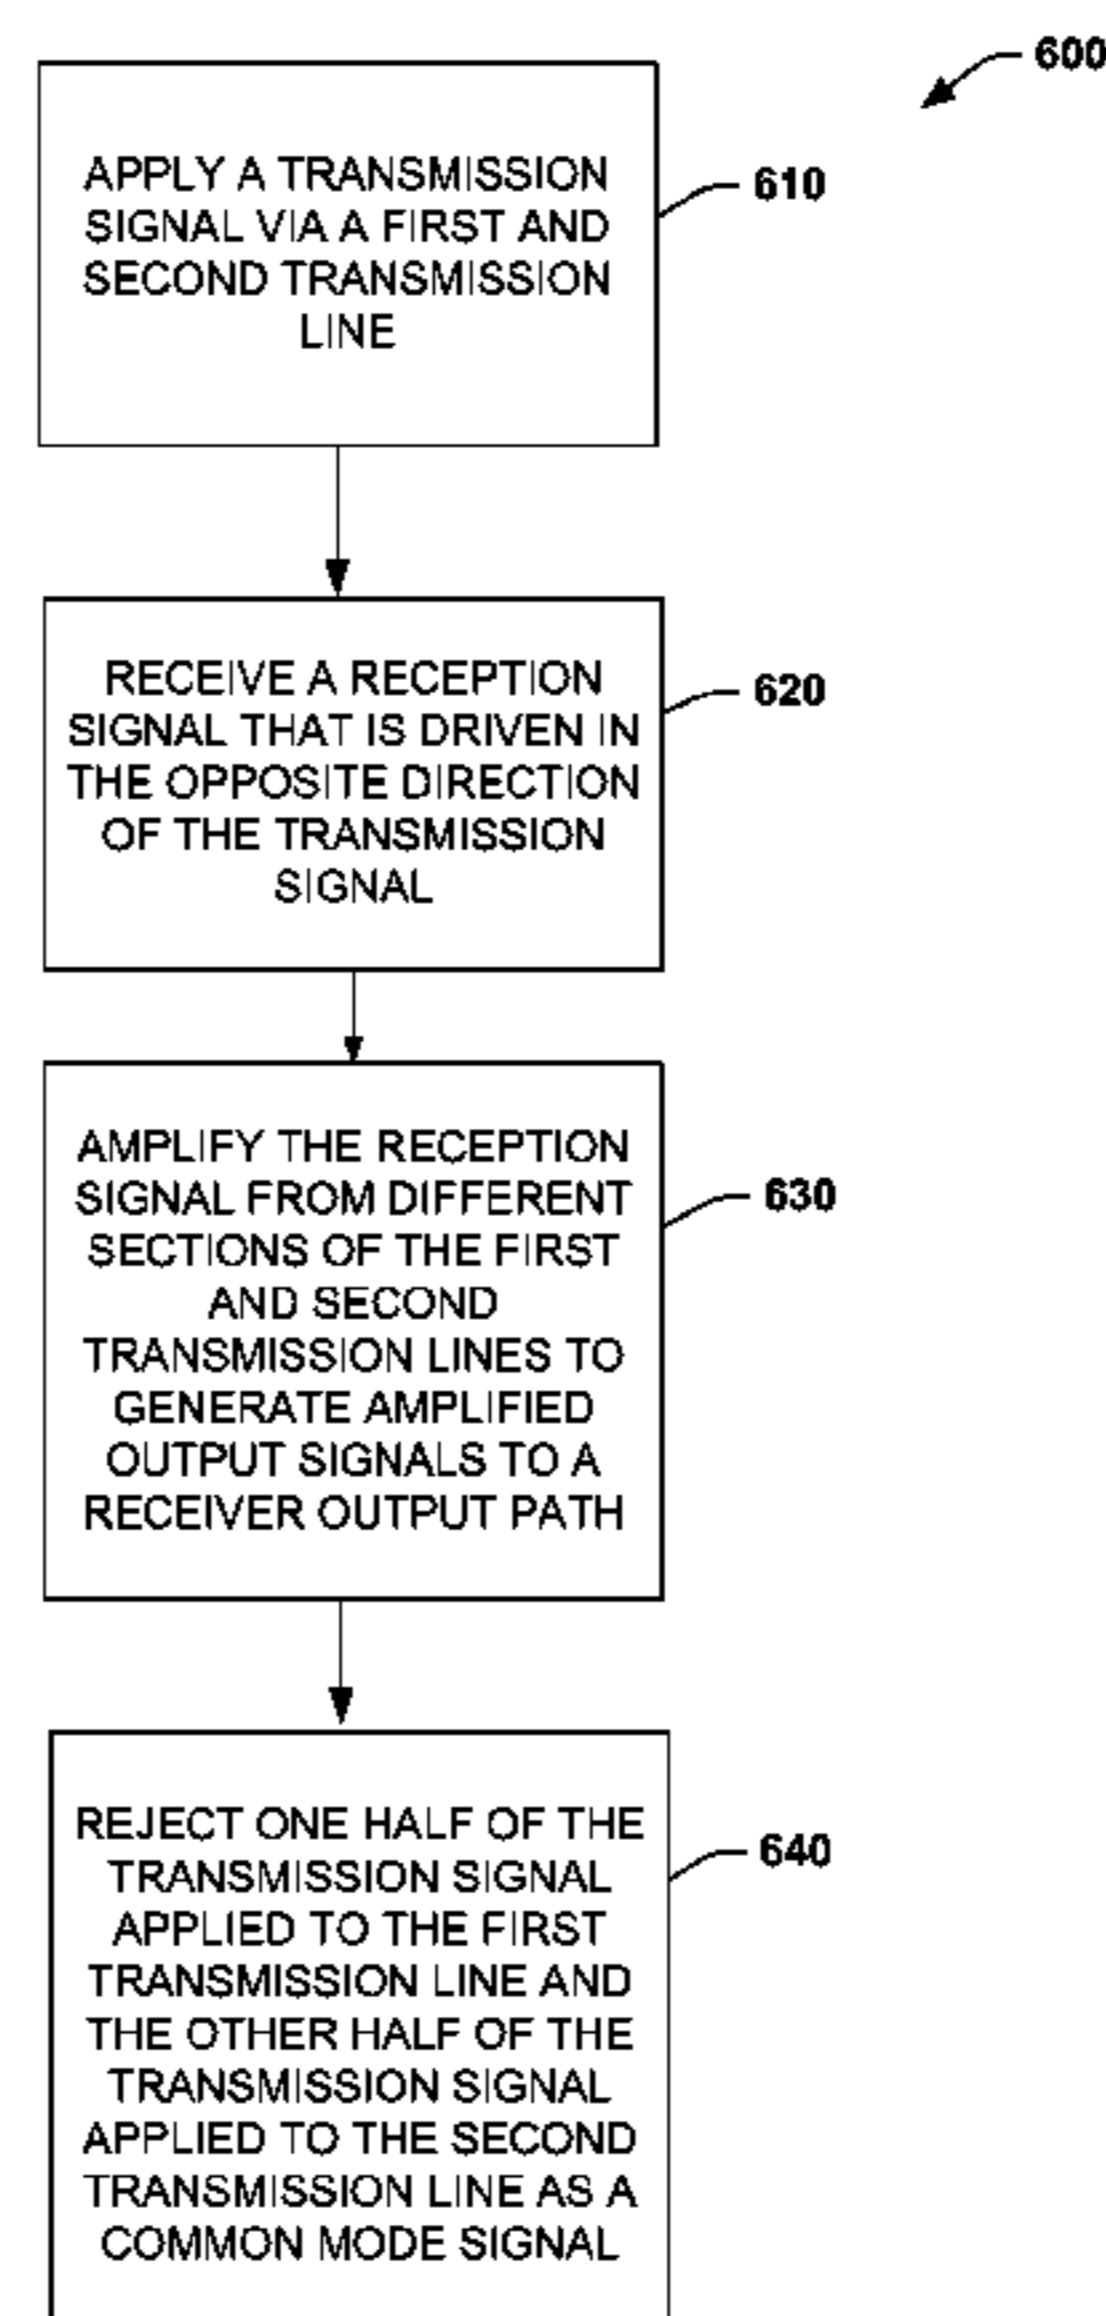 600
APPLY A TRANSMISSION
SIGNAL VIA A FIRST AND
SECOND TRANSMISSION
LINE
610
RECEIVE A RECEPTION
SIGNAL THAT IS DRIVEN IN
THE OPPOSITE DIRECTION
OF THE TRANSMISSION
SIGNAL
620
AMPLIFY THE RECEPTION
SIGNAL FROM DIFFERENT
SECTIONS OF THE FIRST
AND SECOND
TRANSMISSION LINES TO
GENERATE AMPLIFIED
OUTPUT SIGNALS TO A
RECEIVER OUTPUT PATH
630
REJECT ONE HALF OF THE
TRANSMISSION SIGNAL
APPLIED TO THE FIRST
TRANSMISSION LINE AND
THE OTHER HALF OF THE
TRANSMISSION SIGNAL
APPLIED TO THE SECOND
TRANSMISSION LINE AS A
COMMON MODE SIGNAL
640